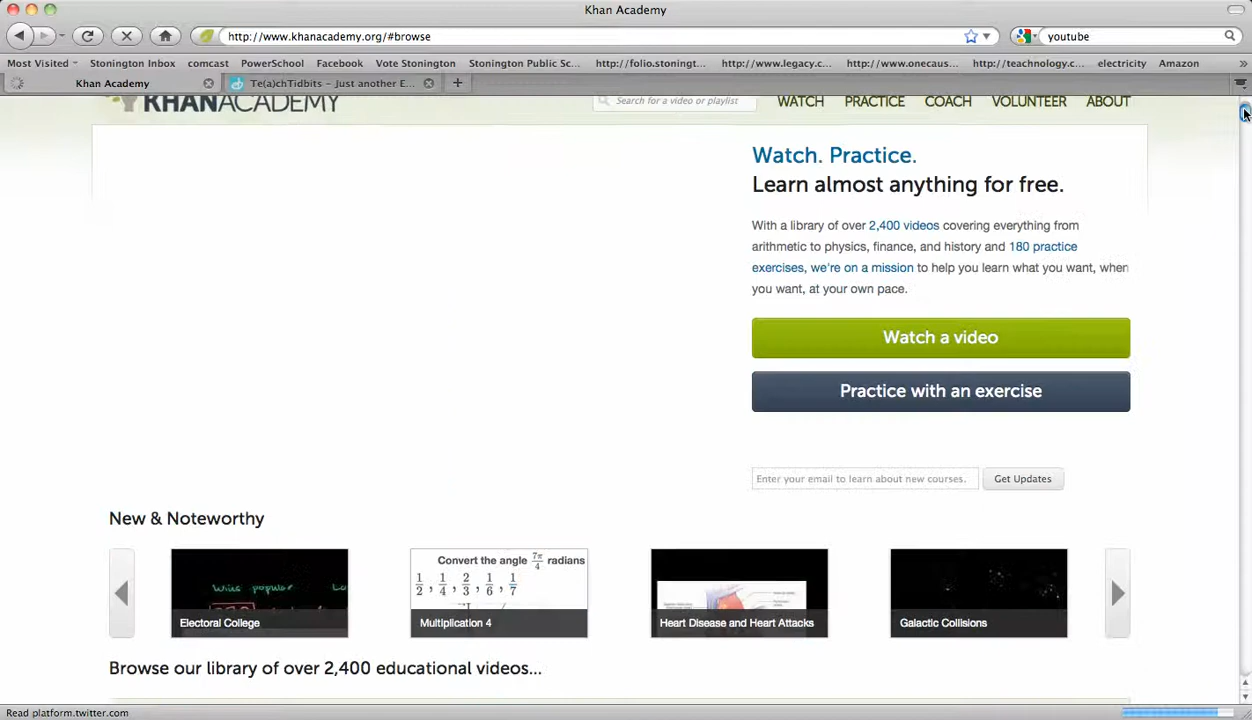 Khan Academy
http://www.khanacademy.org/#browse
youtube
Most Visited
Stonington Inbox
comcast
PowerSchool
Facebook
Vote Stonington
Stonington Public Sc...
http://folio.stoningt...
http://www.legacy.c...
http://www.onecaus...
http://teachnology.c...
electricity
Amazon
»
Khan Academy
Te(a)chTidbits – Just another E...
KHANACADEMY
Search for a video or playlist
WATCH
PRACTICE
COACH
VOLUNTEER
ABOUT
Watch. Practice.
Learn almost anything for free.
With a library of over 2,400 videos covering everything from
arithmetic to physics, finance, and history and 180 practice
exercises, we're on a mission to help you learn what you want, when
you want, at your own pace.
Watch a video
Practice with an exercise
Enter your email to learn about new courses.
Get Updates
New & Noteworthy
Electoral College
Convert the angle 7π/4 radians
1/2 , 1/4 , 2/3 , 1/6 , 1/7
Multiplication 4
Heart Disease and Heart Attacks
Galactic Collisions
Browse our library of over 2,400 educational videos...
Read platform.twitter.com